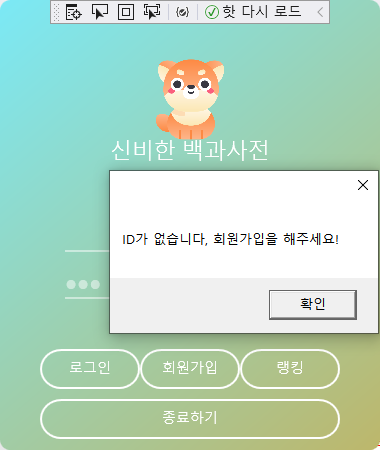 핫 다시 로드
신비한 백과사전
ID가 없습니다, 회원가입을 해주세요!
확인
로그인
회원가입
랭킹
종료하기